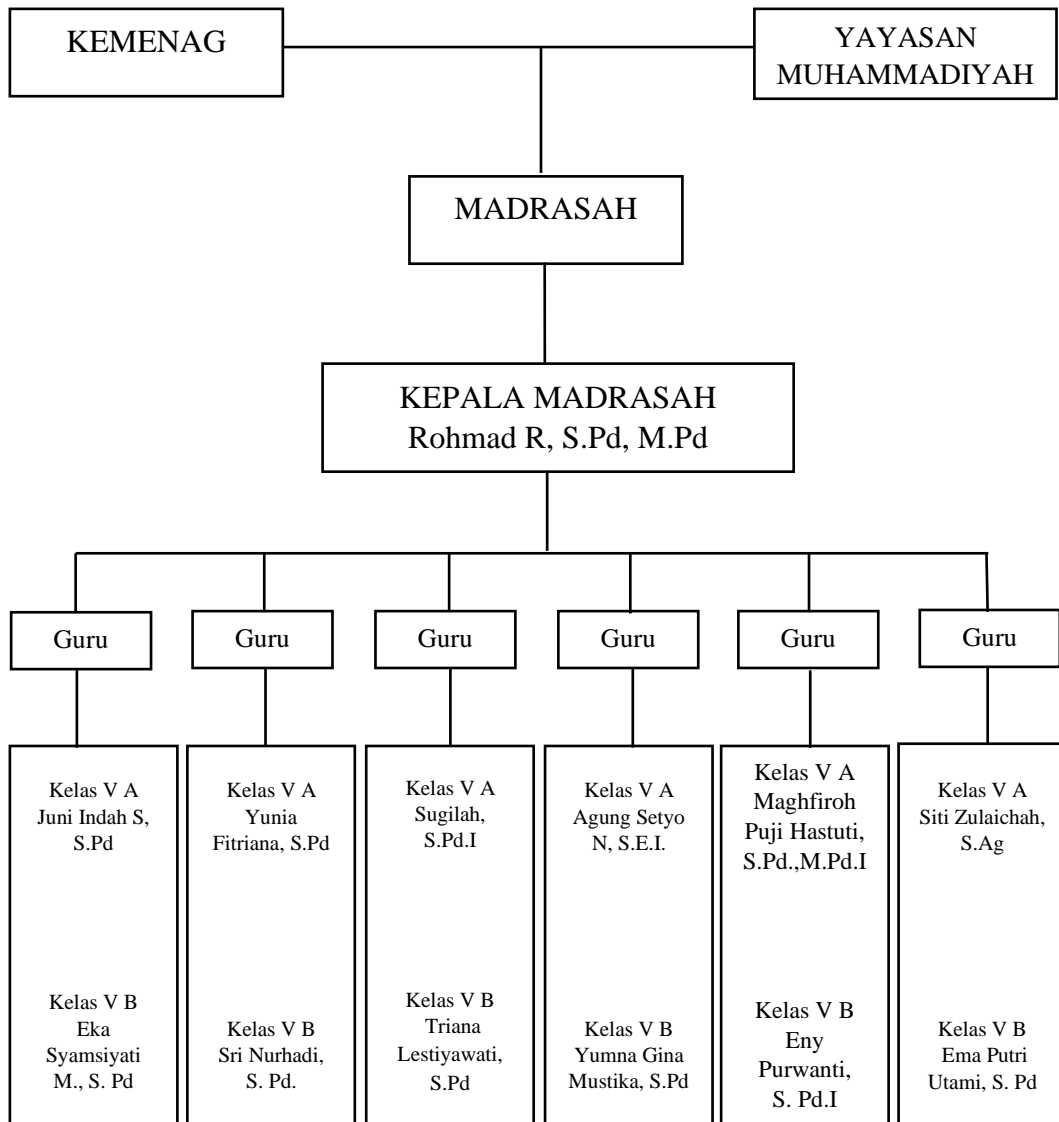 KEMENAG
YAYASAN
MUHAMMADIYAH
MADRASAH
KEPALA MADRASAH
Rohmad R, S.Pd, M.Pd
Guru
Guru
Guru
Guru
Guru
Guru
Kelas V A
Juni Indah S,
S.Pd
Kelas V B
Eka
Syamsiyati
M., S. Pd
Kelas V A
Yunia
Fitriana, S.Pd
Kelas V B
Sri Nurhadi,
S. Pd.
Kelas V A
Sugilah,
S.Pd.I
Kelas V B
Triana
Lestiyawati,
S.Pd
Kelas V A
Agung Setyo
N, S.E.I.
Kelas V B
Yumna Gina
Mustika, S.Pd
Kelas V A
Maghfiroh
Puji Hastuti,
S.Pd.,M.Pd.I
Kelas V B
Eny
Purwanti,
S. Pd.I
Kelas V A
Siti Zulaichah,
S.Ag
Kelas V B
Ema Putri
Utami, S. Pd